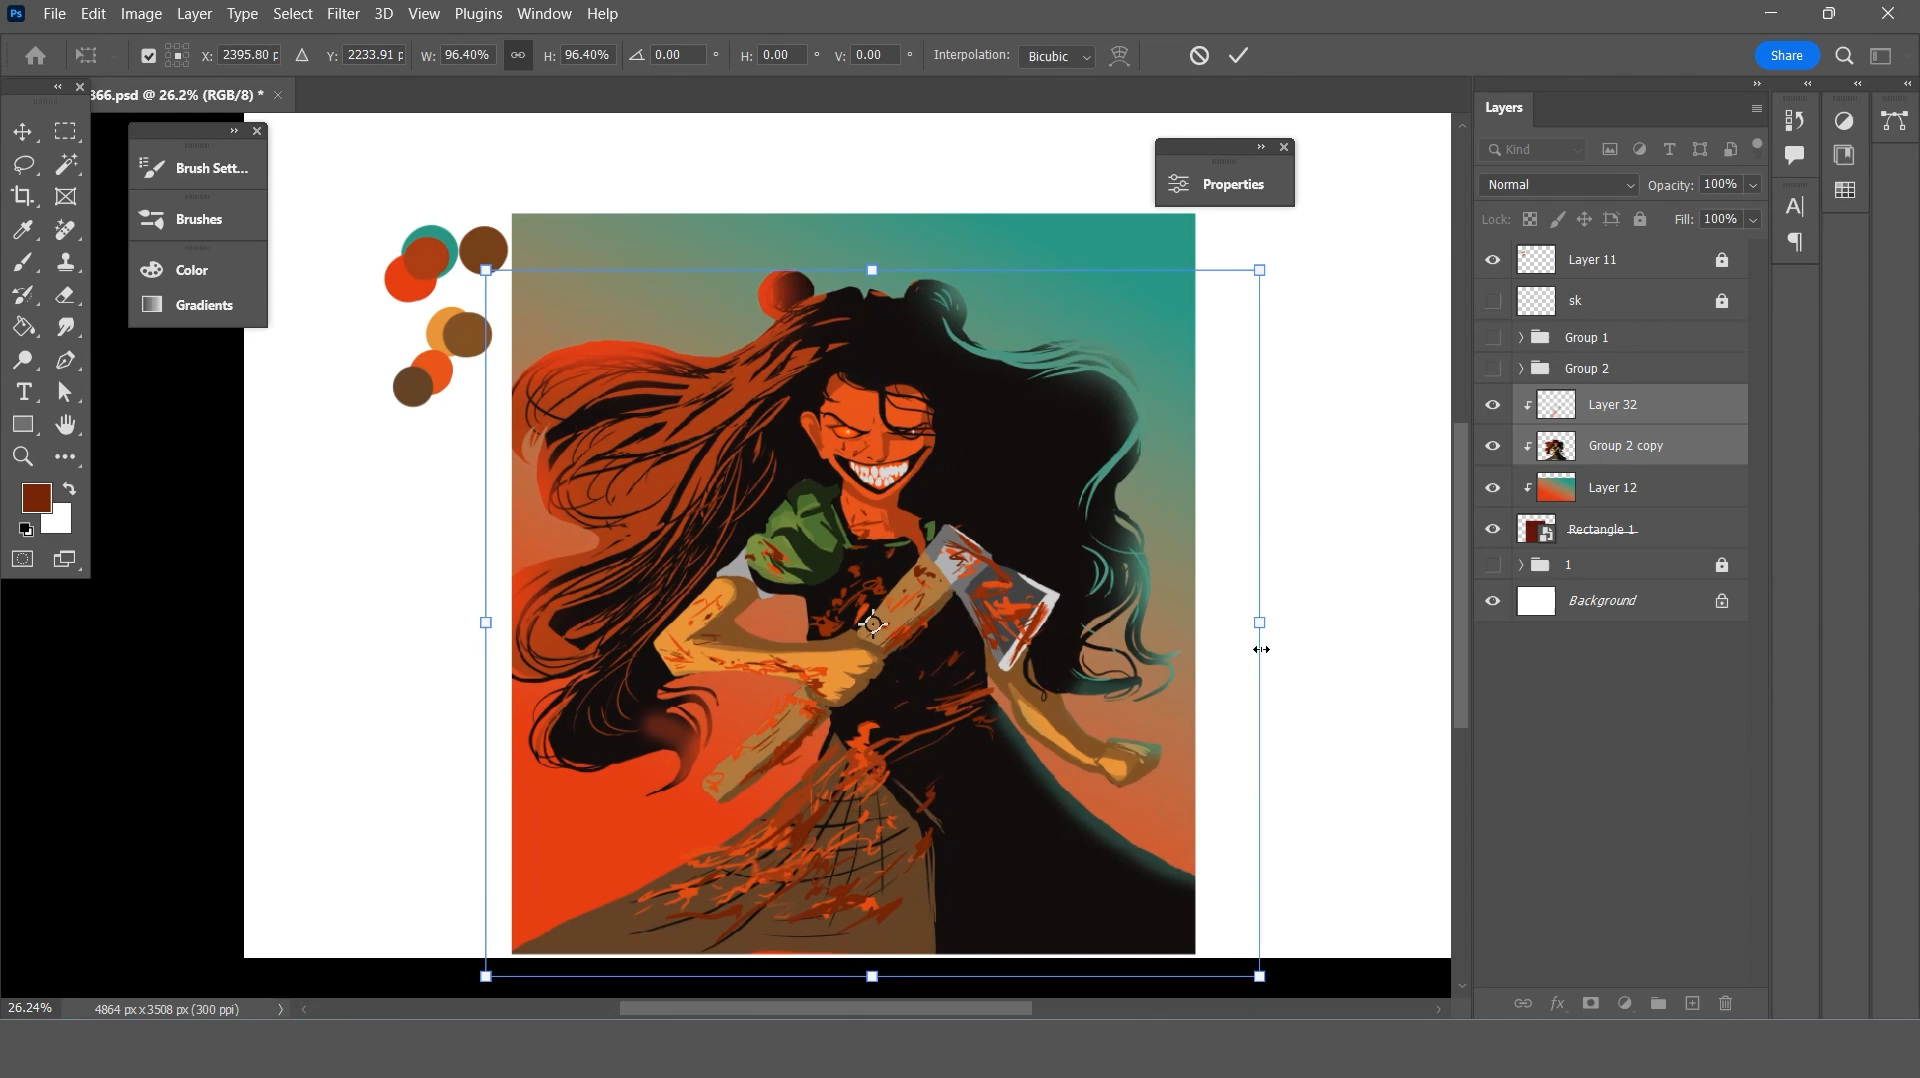 Ps File Edit Image Layer Type Select Filter 3D View Plugins Window Help
X: 2395.80 p Y: 2233.91 p W: 96.40% H: 96.40% 0.00 ° H: 0.00 ° V: 0.00 ° Interpolation: Bicubic Share
366.psd @ 26.2% (RGB/8) *
Brush Sett...
Brushes
Color
Gradients
Properties
Layers
Kind
Normal Opacity: 100%
Lock: Fill: 100%
Layer 11
sk
Group 1
Group 2
Layer 32
Group 2 copy
Layer 12
Rectangle 1
1
Background
26.24% 4864 px x 3508 px (300 ppi)